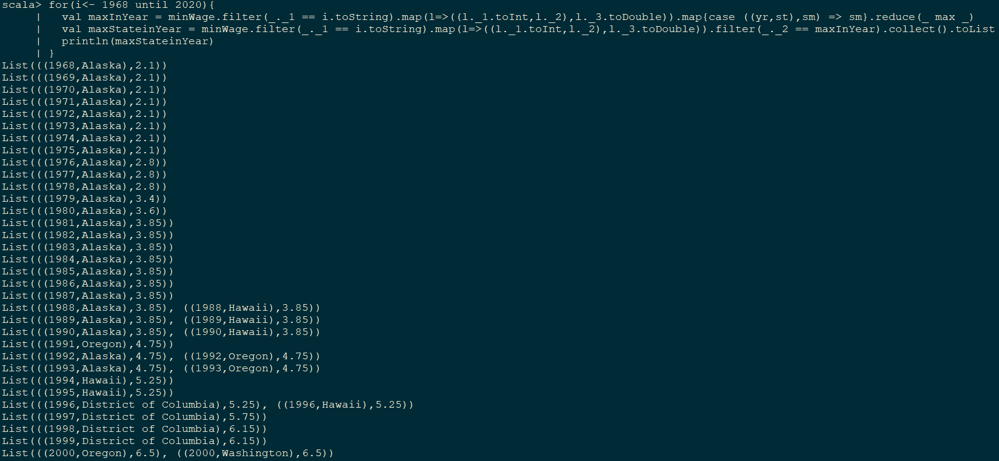 scala> for(i<- 1968 until 2020){
     |   val maxInYear = minWage.filter(_._1 == i.toString).map(l=>((l._1.toInt,l._2),l._3.toDouble)).map{case ((yr,st),sm) => sm}.reduce(_ max _)
     |   val maxStateinYear = minWage.filter(_._1 == i.toString).map(l=>((l._1.toInt,l._2),l._3.toDouble)).filter(_._2 == maxInYear).collect().toList
     |   println(maxStateinYear)
     | }
List(((1968,Alaska),2.1))
List(((1969,Alaska),2.1))
List(((1970,Alaska),2.1))
List(((1971,Alaska),2.1))
List(((1972,Alaska),2.1))
List(((1973,Alaska),2.1))
List(((1974,Alaska),2.1))
List(((1975,Alaska),2.1))
List(((1976,Alaska),2.8))
List(((1977,Alaska),2.8))
List(((1978,Alaska),2.8))
List(((1979,Alaska),3.4))
List(((1980,Alaska),3.6))
List(((1981,Alaska),3.85))
List(((1982,Alaska),3.85))
List(((1983,Alaska),3.85))
List(((1984,Alaska),3.85))
List(((1985,Alaska),3.85))
List(((1986,Alaska),3.85))
List(((1987,Alaska),3.85))
List(((1988,Alaska),3.85), ((1988,Hawaii),3.85))
List(((1989,Alaska),3.85), ((1989,Hawaii),3.85))
List(((1990,Alaska),3.85), ((1990,Hawaii),3.85))
List(((1991,Oregon),4.75))
List(((1992,Alaska),4.75), ((1992,Oregon),4.75))
List(((1993,Alaska),4.75), ((1993,Oregon),4.75))
List(((1994,Hawaii),5.25))
List(((1995,Hawaii),5.25))
List(((1996,District of Columbia),5.25), ((1996,Hawaii),5.25))
List(((1997,District of Columbia),5.75))
List(((1998,District of Columbia),6.15))
List(((1999,District of Columbia),6.15))
List(((2000,Oregon),6.5), ((2000,Washington),6.5))